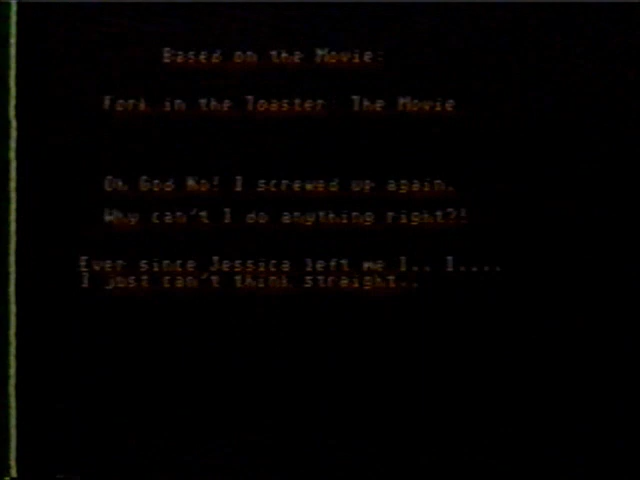 Based on the Movie:
Fork in the Toaster: The Movie
Oh God No! I screwed up again.
Why can't I do anything right?!
Ever since Jessica left me I.. I....
I just can't think straight..